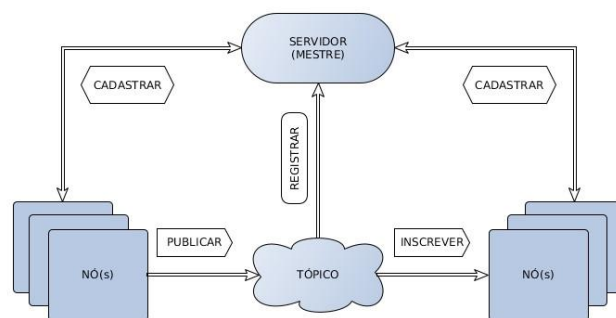 SERVIDOR
(MESTRE)
CADASTRAR
CADASTRAR
REGISTRAR
PUBLICAR
INSCREVER
NÓ(s)
TÓPICO
NÓ(s)